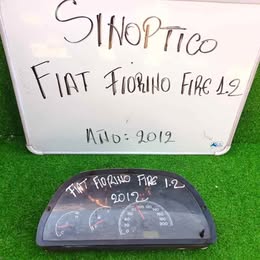 SINOPTICO
FIAT FIORINO FIRE 1.2
AÑO: 2012
FIAT FIORINO FIRE 1.2
2012